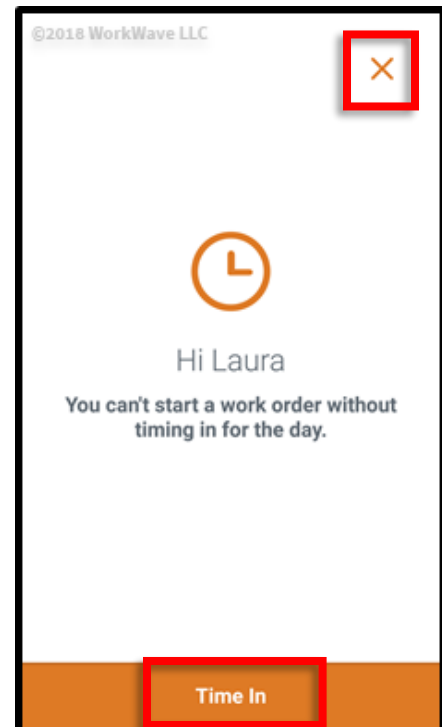 ©2018 WorkWave LLC
Hi Laura
You can't start a work order without
timing in for the day.
Time In